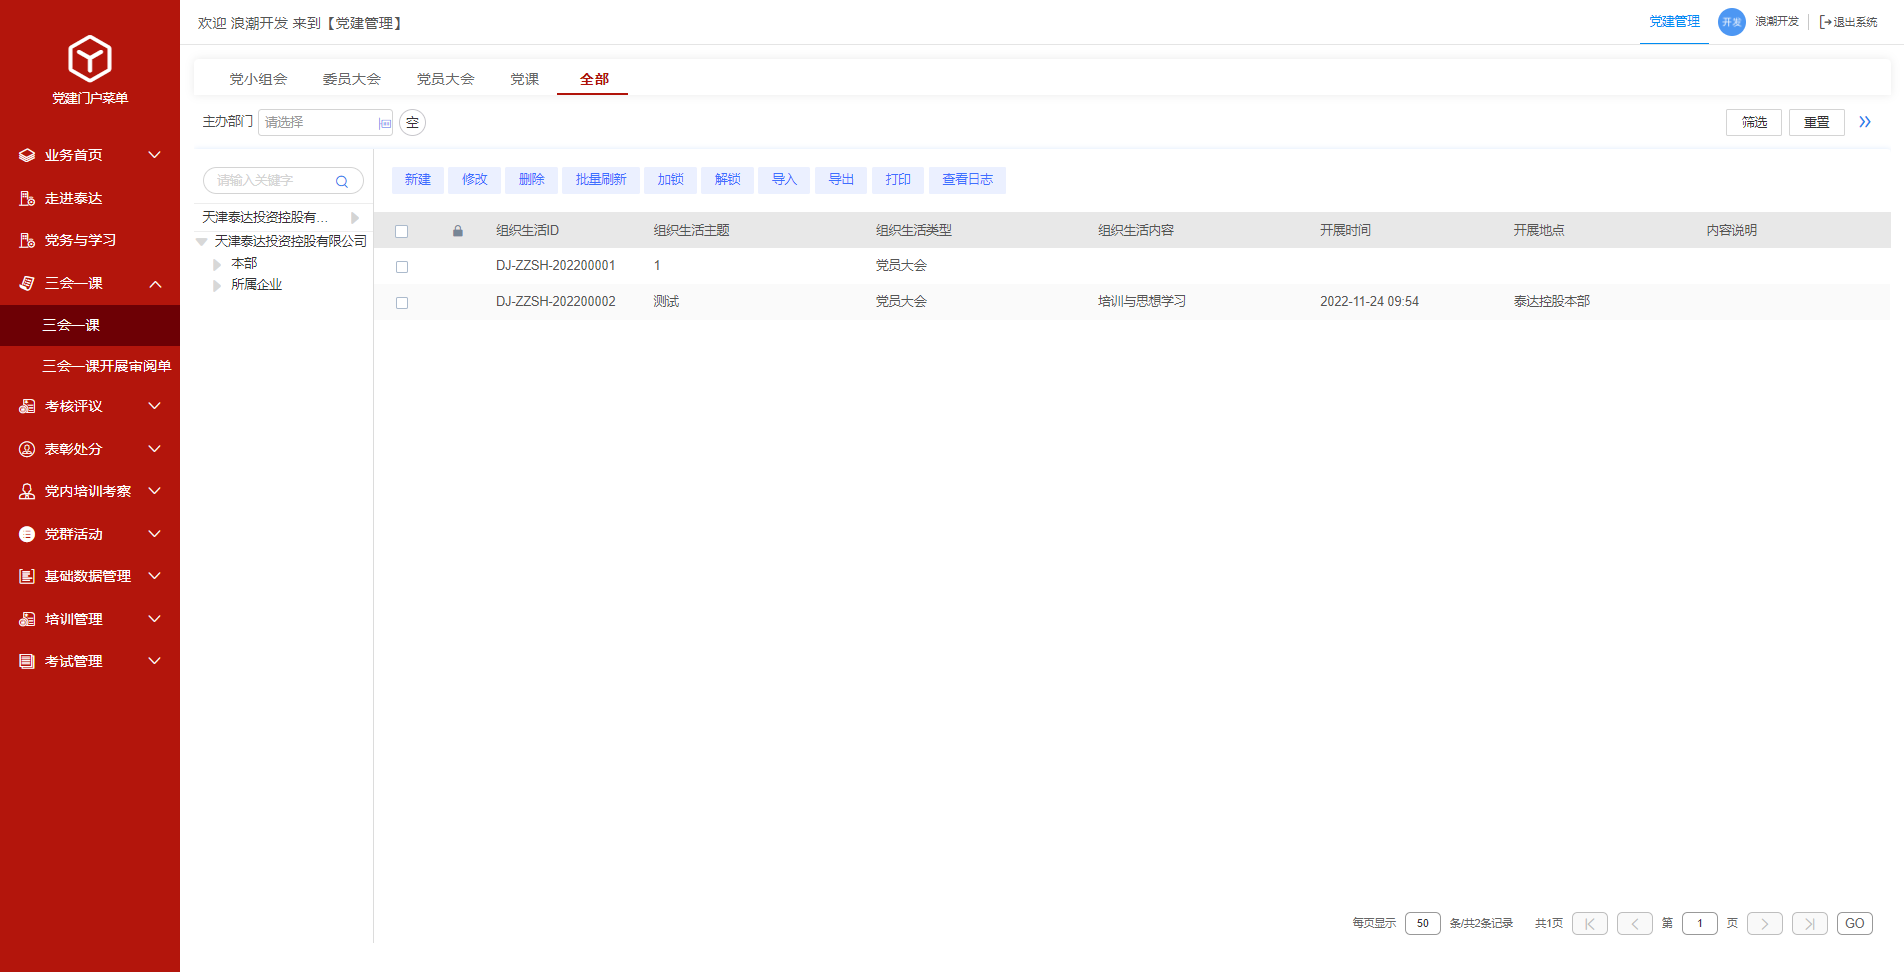 欢迎 浪潮开发 来到【党建管理】
党建管理 开发 浪潮开发 退出系统
党建门户菜单
业务首页
走进泰达
党务与学习
三会一课
三会一课
三会一课开展审阅单
考核评议
表彰处分
党内培训考察
党群活动
基础数据管理
培训管理
考试管理
党小组会 委员大会 党员大会 党课 全部
主办部门 请选择 空 筛选 重置
请输入关键字
天津泰达投资控股有...
天津泰达投资控股有限公司
本部
所属企业
新建 修改 删除 批量刷新 加锁 解锁 导入 导出 打印 查看日志
组织生活ID 组织生活主题 组织生活类型 组织生活内容 开展时间 开展地点 内容说明
DJ-ZZSH-202200001 1 党员大会
DJ-ZZSH-202200002 测试 党员大会 培训与思想学习 2022-11-24 09:54 泰达控股本部
每页显示 50 条/共2条记录 共1页 第 1 页 GO